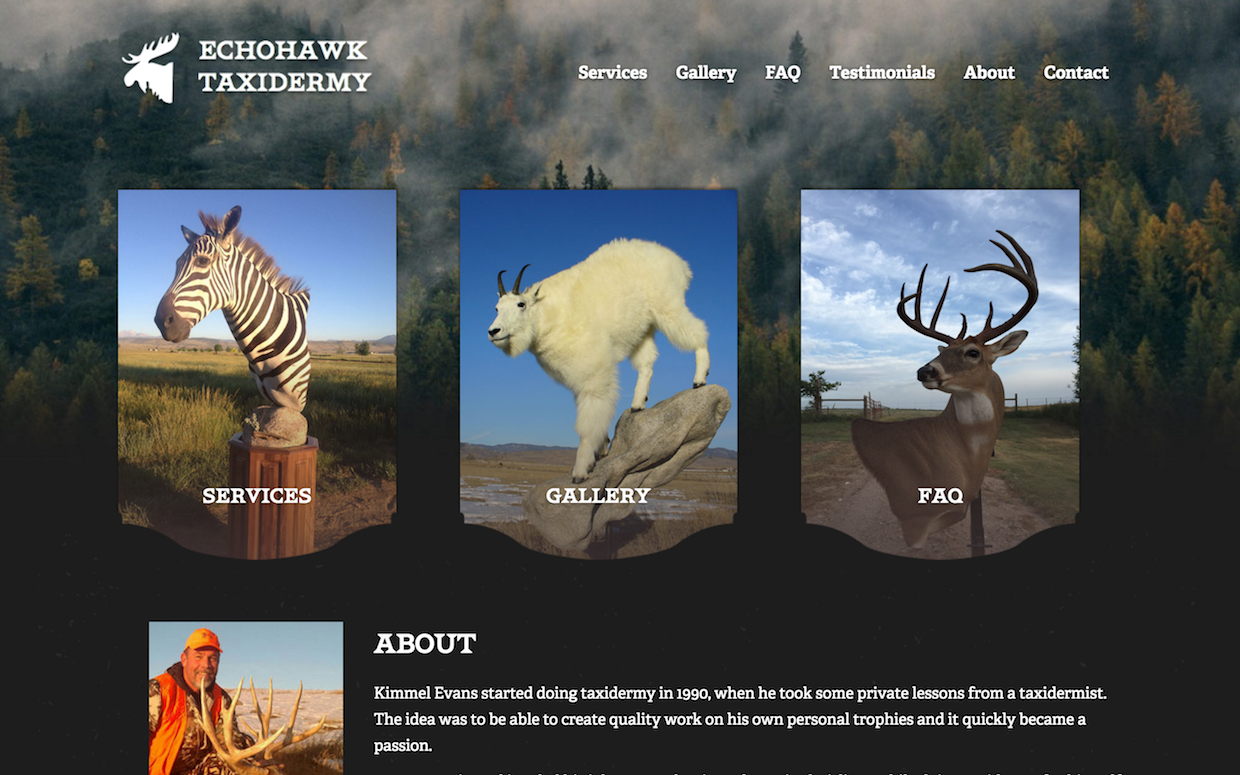 ECHOHAWK
TAXIDERMY
Services Gallery FAQ Testimonials About Contact
SERVICES
GALLERY
FAQ
ABOUT
Kimmel Evans started doing taxidermy in 1990, when he took some private lessons from a taxidermist.
The idea was to be able to create quality work on his own personal trophies and it quickly became a
passion.